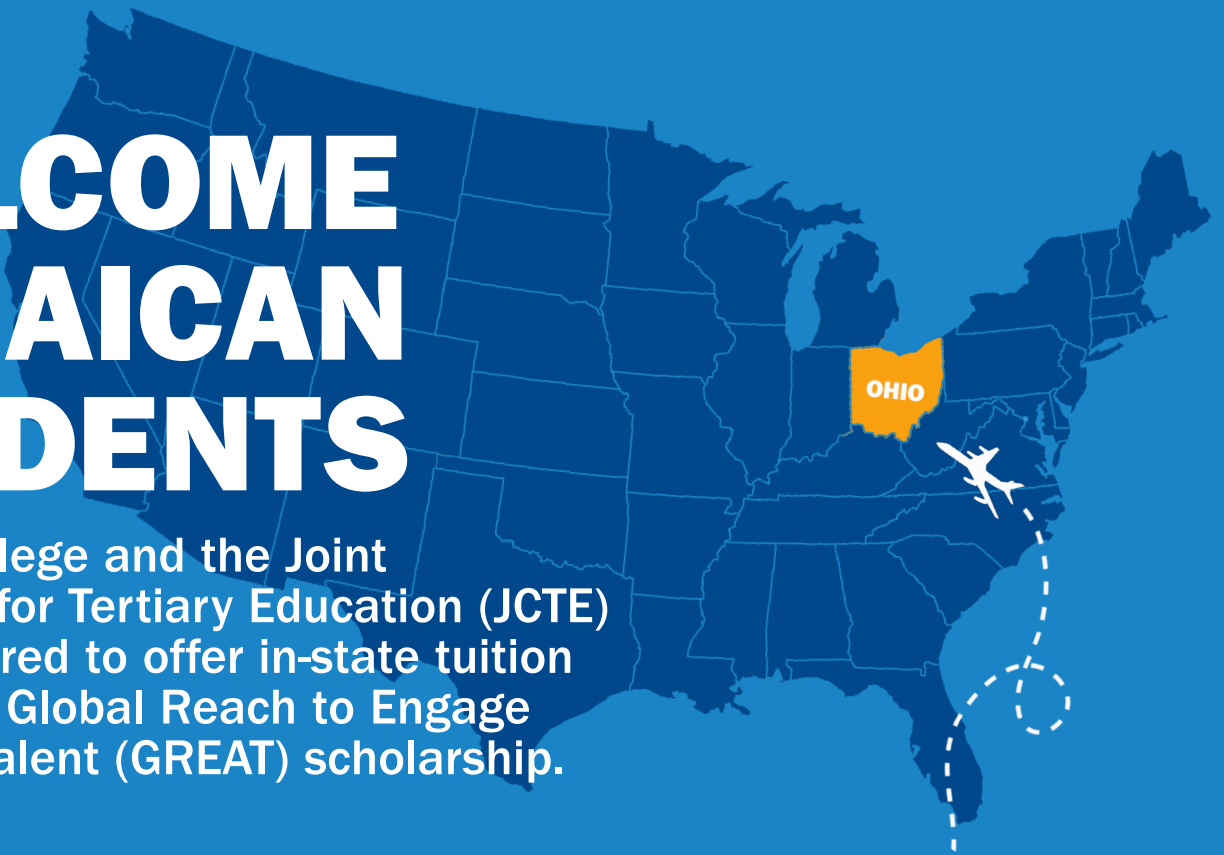 LCOME
AICAN
DENTS
lege and the Joint
for Tertiary Education (JCTE)
red to offer in-state tuition
Global Reach to Engage
alent (GREAT) scholarship.
OHIO